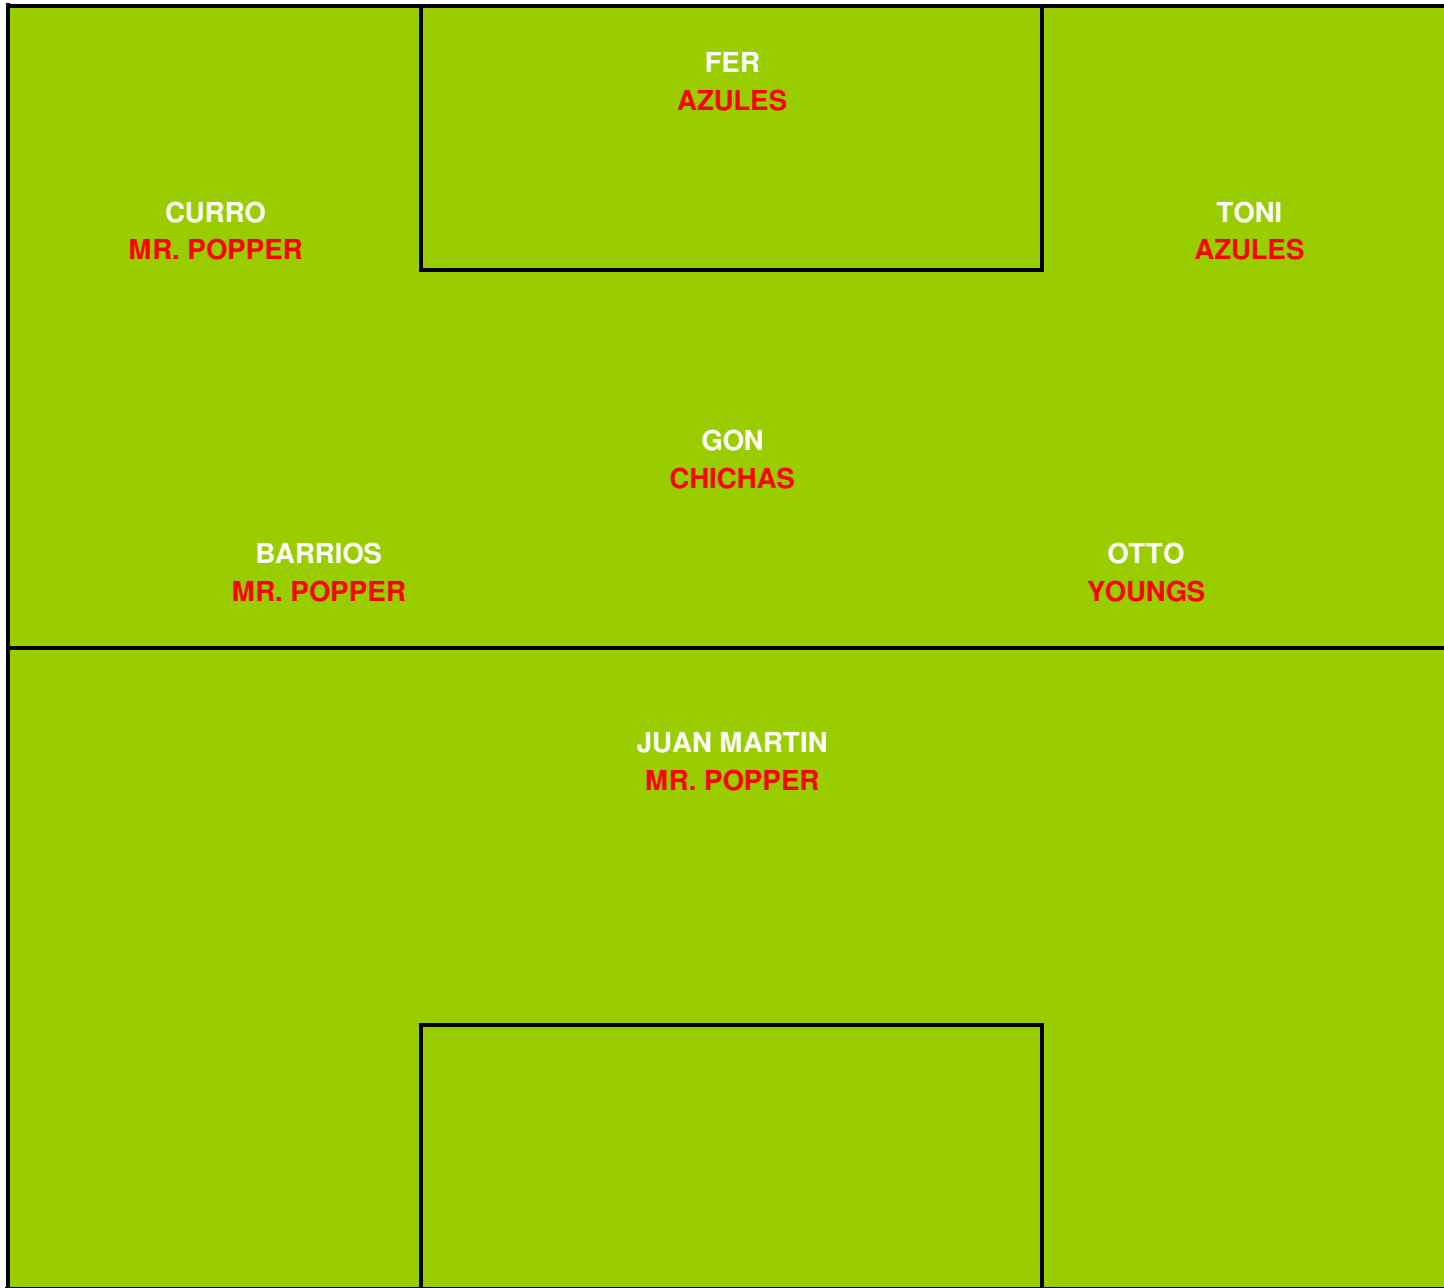 FER
AZULES
CURRO
MR. POPPER
TONI
AZULES
GON
CHICHAS
BARRIOS
MR. POPPER
OTTO
YOUNGS
JUAN MARTIN
MR. POPPER